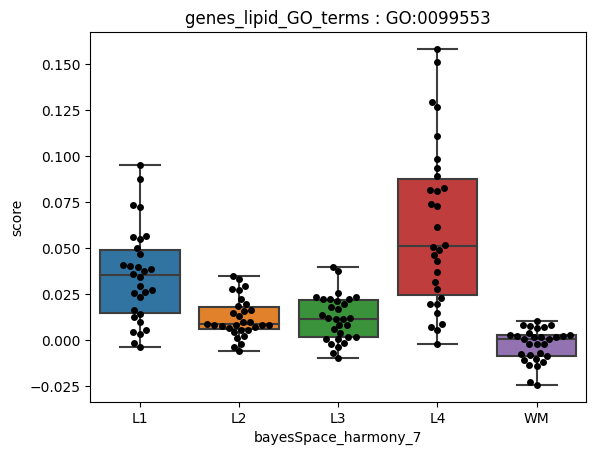 genes_lipid_GO_terms : GO:0099553
score
0.150
0.125
0.100
0.075
0.050
0.025
0.000
−0.025
L1 L2 L3 L4 WM
bayesSpace_harmony_7